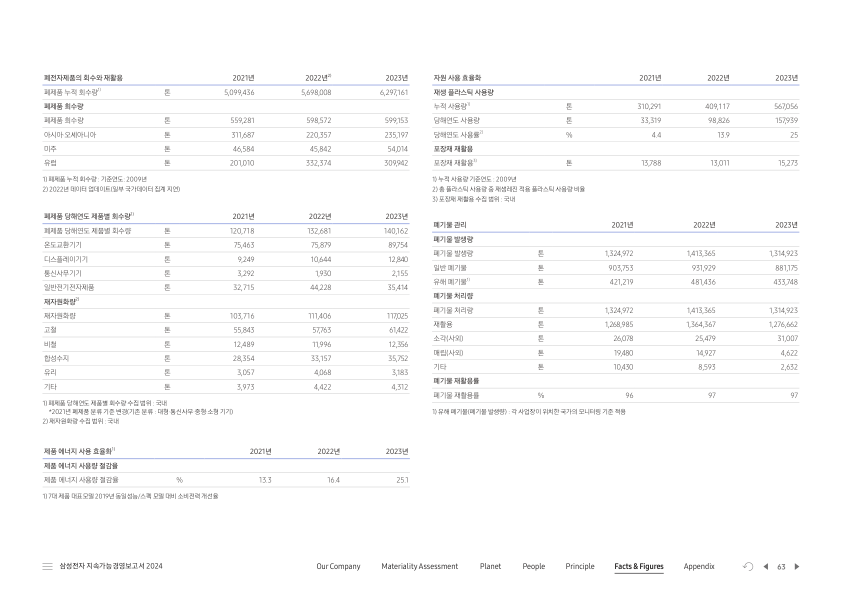 폐전자제품의 회수와 재활용 2021년 2022년2) 2023년
폐제품 누적 회수량1) 톤 5,099,436 5,698,008 6,297,161
폐제품 회수량
폐제품 회수량 톤 559,281 598,572 599,153
아시아·오세아니아 톤 311,687 220,357 235,197
미주 톤 46,584 45,842 54,014
유럽 톤 201,010 332,374 309,942
1) 폐제품 누적 회수량 : 기준연도: 2009년
2) 2022년 데이터 업데이트(일부 국가데이터 집계 지연)
폐제품 당해연도 제품별 회수량1) 2021년 2022년 2023년
폐제품 당해연도 제품별 회수량 톤 120,718 132,681 140,162
온도교환기기 톤 75,463 75,879 89,754
디스플레이기기 톤 9,249 10,644 12,840
통신사무기기 톤 3,292 1,930 2,155
일반전기전자제품 톤 32,715 44,228 35,414
재자원화량2)
재자원화량 톤 103,716 111,406 117,025
고철 톤 55,843 57,763 61,422
비철 톤 12,489 11,996 12,356
합성수지 톤 28,354 33,157 35,752
유리 톤 3,057 4,068 3,183
기타 톤 3,973 4,422 4,312
1) 폐제품 당해연도 제품별 회수량 수집 범위 : 국내
*2021년 폐제품 분류 기준 변경(기존 분류 : 대형·통신사무·중형·소형 기기)
2) 재자원화량 수집 범위 : 국내
제품 에너지 사용 효율화1) 2021년 2022년 2023년
제품 에너지 사용량 절감률
제품 에너지 사용량 절감률 % 13.3 16.4 25.1
1) 7대 제품 대표모델 2019년 동일성능/스펙 모델 대비 소비전력 개선율
자원 사용 효율화 2021년 2022년 2023년
재생 플라스틱 사용량
누적 사용량1) 톤 310,291 409,117 567,056
당해연도 사용량 톤 33,319 98,826 157,939
당해연도 사용률2) % 4.4 13.9 25
포장재 재활용
포장재 재활용3) 톤 13,788 13,011 15,273
1) 누적 사용량 기준연도 : 2009년
2) 총 플라스틱 사용량 중 재생레진 적용 플라스틱 사용량 비율
3) 포장재 재활용 수집 범위 : 국내
폐기물 관리 2021년 2022년 2023년
폐기물 발생량
폐기물 발생량 톤 1,324,972 1,413,365 1,314,923
일반 폐기물 톤 903,753 931,929 881,175
유해 폐기물1) 톤 421,219 481,436 433,748
폐기물 처리량
폐기물 처리량 톤 1,324,972 1,413,365 1,314,923
재활용 톤 1,268,985 1,364,367 1,276,662
소각(사외) 톤 26,078 25,479 31,007
매립(사외) 톤 19,480 14,927 4,622
기타 톤 10,430 8,593 2,632
폐기물 재활용률
폐기물 재활용률 % 96 97 97
1) 유해 폐기물(폐기물 발생량) : 각 사업장이 위치한 국가의 모니터링 기준 적용
삼성전자 지속가능경영보고서 2024 Our Company Materiality Assessment Planet People Principle Facts & Figures Appendix 63